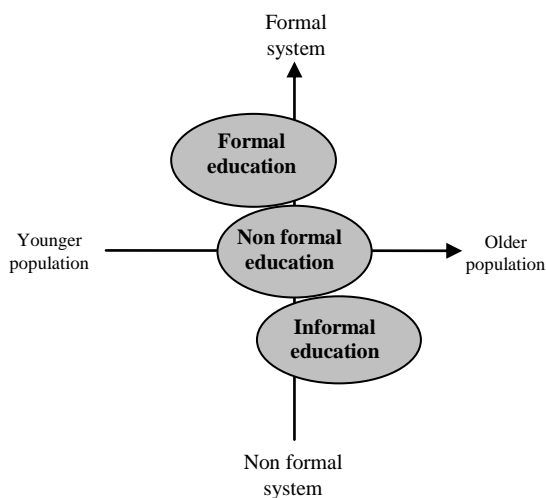 Formal
system
Formal
education
Younger
population
Non formal
education
Older
population
Informal
education
Non formal
system